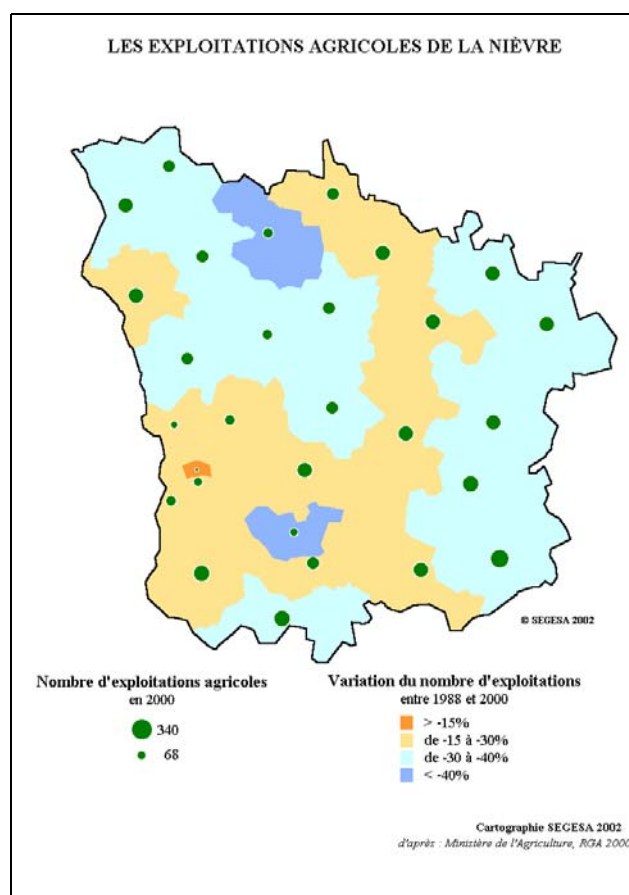 LES EXPLOITATIONS AGRICOLES DE LA NIÈVRE
© SEGESA 2002
Nombre d'exploitations agricoles
en 2000
340
68
Variation du nombre d'exploitations
entre 1988 et 2000
> -15%
de -15 à -30%
de -30 à -40%
< -40%
Cartographie SEGESA 2002
d'après : Ministère de l'Agriculture, RGA 2000